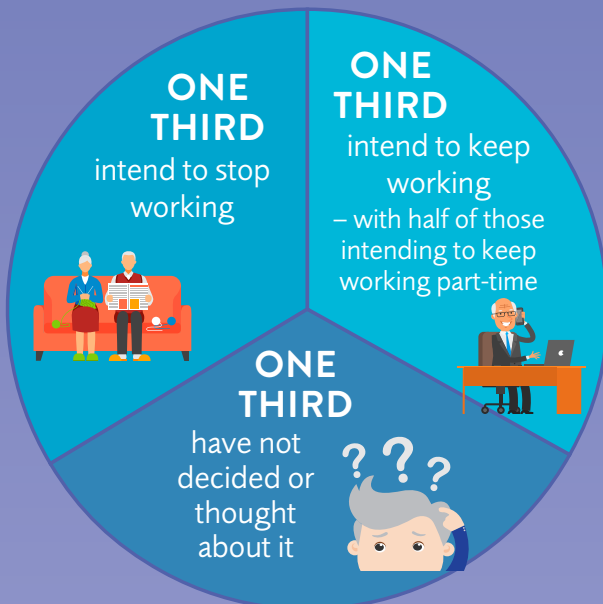 ONE
THIRD
intend to stop
working
ONE
THIRD
intend to keep
working
– with half of those
intending to keep
working part-time
ONE
THIRD
have not
decided or
thought
about it
? ? ?